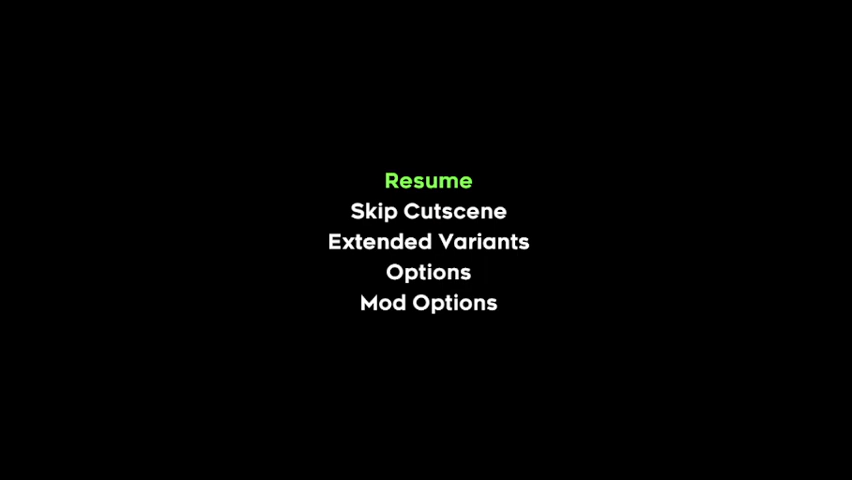 Resume
Skip Cutscene
Extended Variants
Options
Mod Options